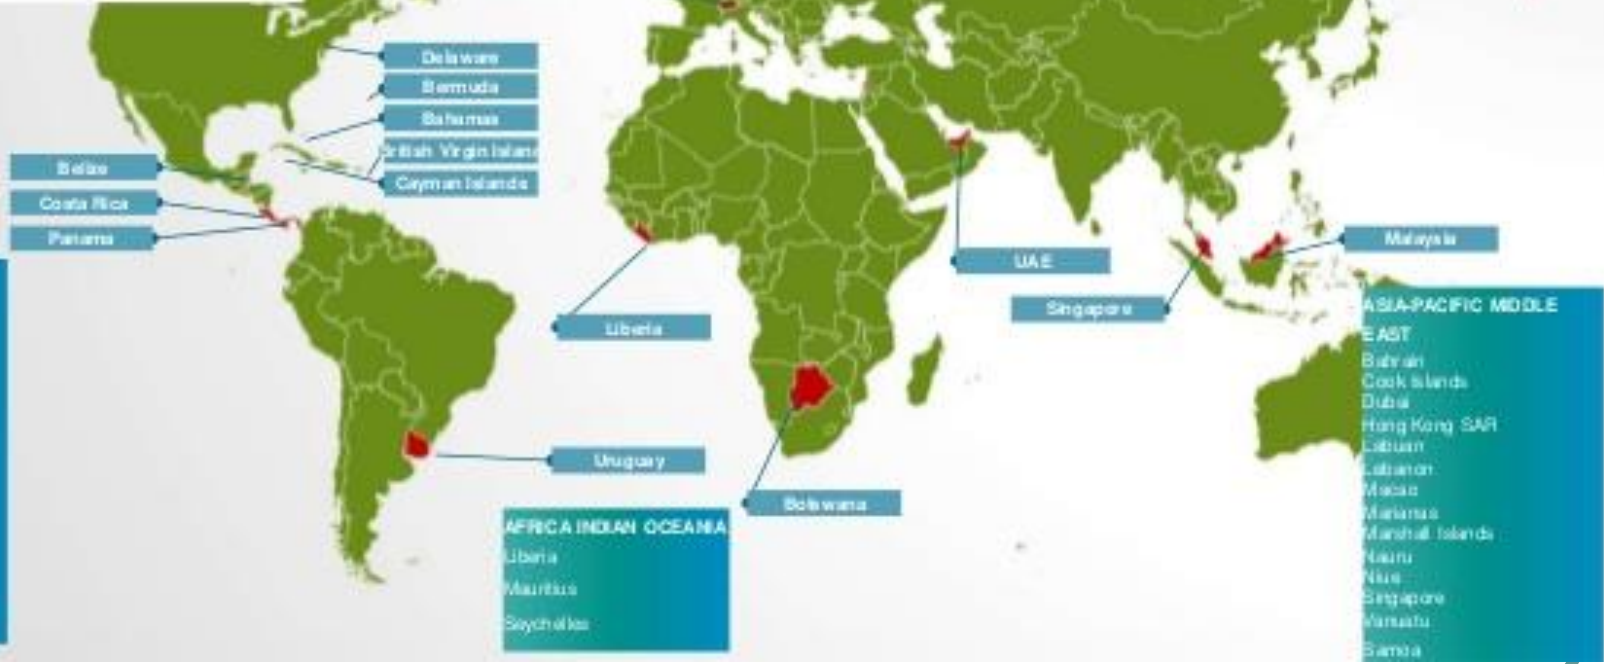 Delaware
Bermuda
Bahamas
British Virgin Island
Cayman Islands
Belize
Costa Rica
Panama
UAE
Malaysia
Singapore
Liberia
Uruguay
Botswana
AFRICA INDIAN OCEANIA
Liberia
Mauritius
Seychelles
ASIA-PACIFIC MIDDLE
EAST
Bahrain
Cook Islands
Dubai
Hong Kong SAR
Labuan
Labanon
Macao
Marianas
Marshall Islands
Nauru
Niue
Singapore
Vanuatu
Samoa